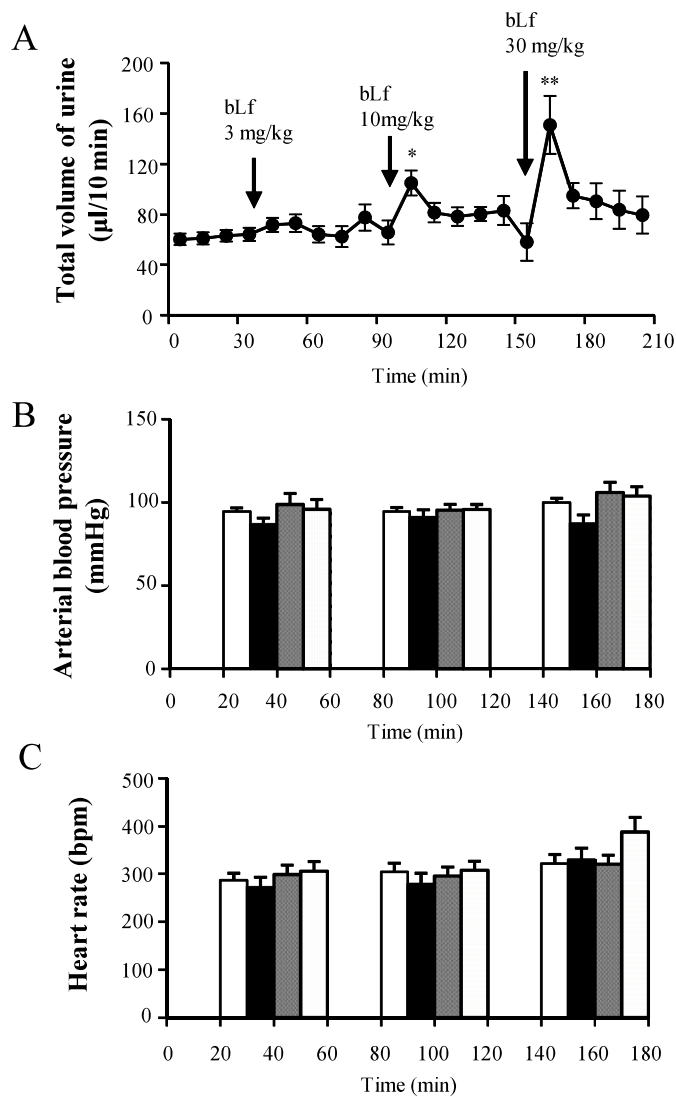 A
bLf
30 mg/kg
**
200
bLf
3 mg/kg
bLf
10mg/kg
160
*
120
80
40
0
Total volume of urine
(μl/10 min)
0 30 60 90 120 150 180 210
Time (min)
B
150
100
50
0
Arterial blood pressure
(mmHg)
0 20 40 60 80 100 120 140 160 180
Time (min)
C
500
400
300
200
100
0
Heart rate (bpm)
0 20 40 60 80 100 120 140 160 180
Time (min)